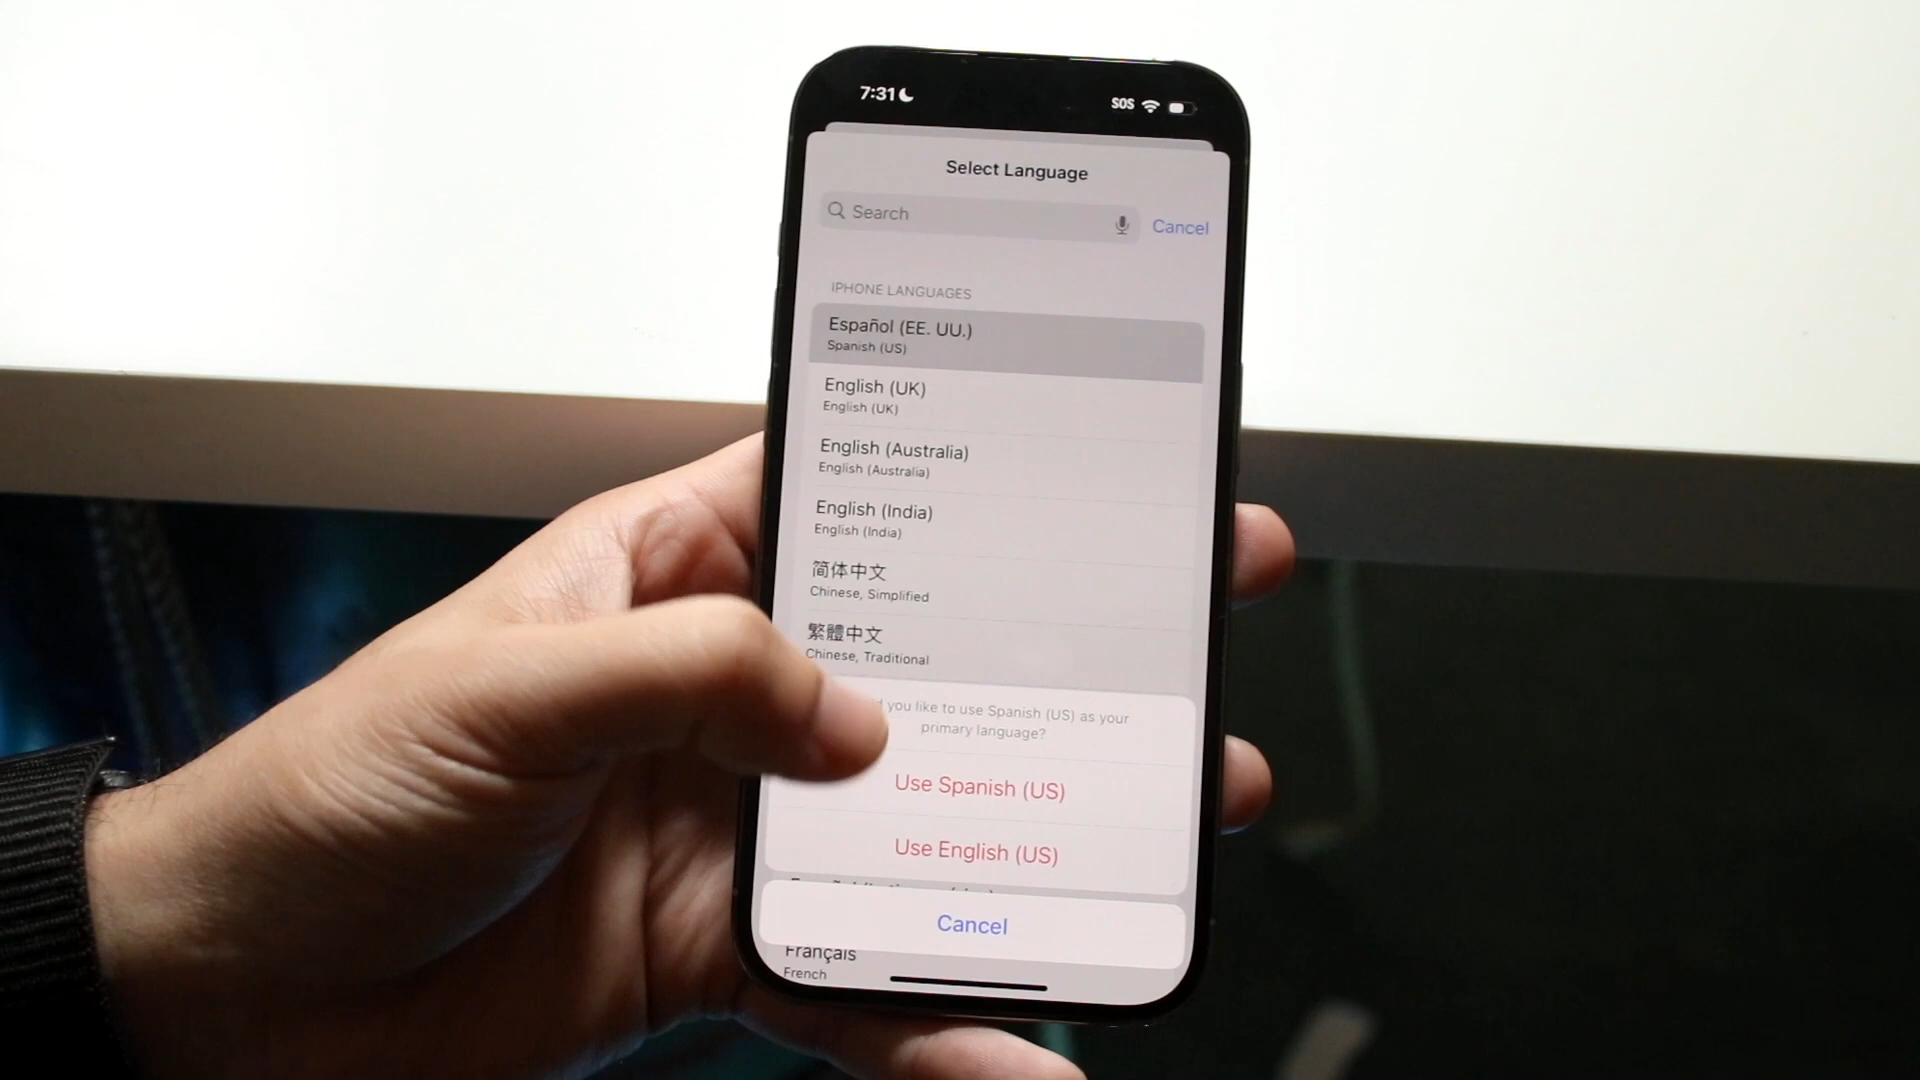 7:31
SOS
Select Language
Search
Cancel
IPHONE LANGUAGES
Español (EE. UU.)
Spanish (US)
English (UK)
English (UK)
English (Australia)
English (Australia)
English (India)
English (India)
简体中文
Chinese, Simplified
繁體中文
Chinese, Traditional
you like to use Spanish (US) as your
primary language?
Use Spanish (US)
Use English (US)
Cancel
Français
French